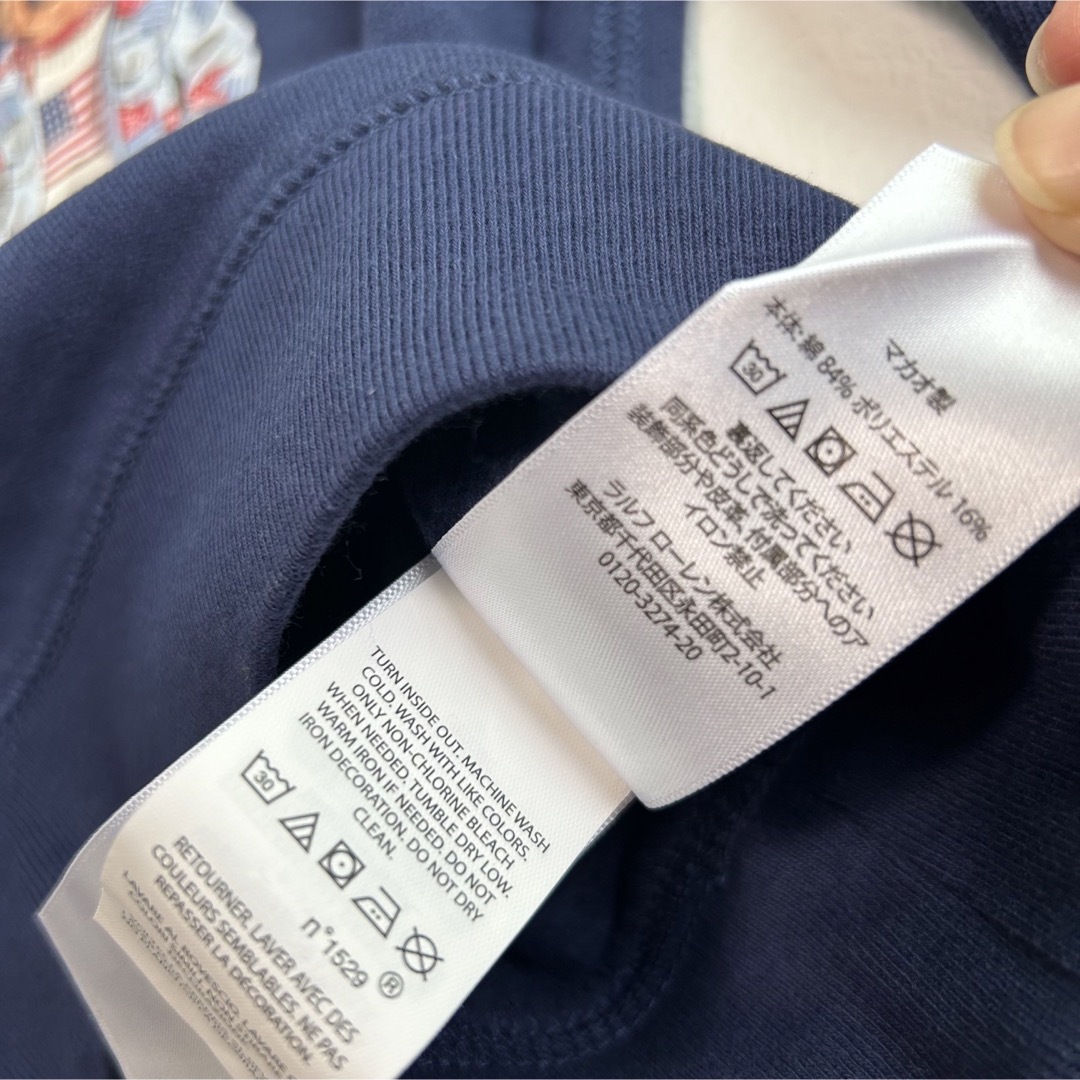 マカオ製
本体: 綿 84% ポリエステル 16%
30
裏返してください
同系色どうしで洗ってください
装飾部分や皮革、付属部分へのア
イロン禁止
ラルフ ローレン株式会社
東京都千代田区永田町2-10-1
0120-3274-20
TURN INSIDE OUT. MACHINE WASH
COLD. WASH WITH LIKE COLORS.
ONLY NON-CHLORINE BLEACH
WHEN NEEDED. TUMBLE DRY LOW.
WARM IRON IF NEEDED. DO NOT
IRON DECORATION. DO NOT DRY
CLEAN.
30
n°1529 ®
RETOURNER. LAVER AVEC DES
COULEURS SEMBLABLES. NE PAS
REPASSER LA DÉCORATION.